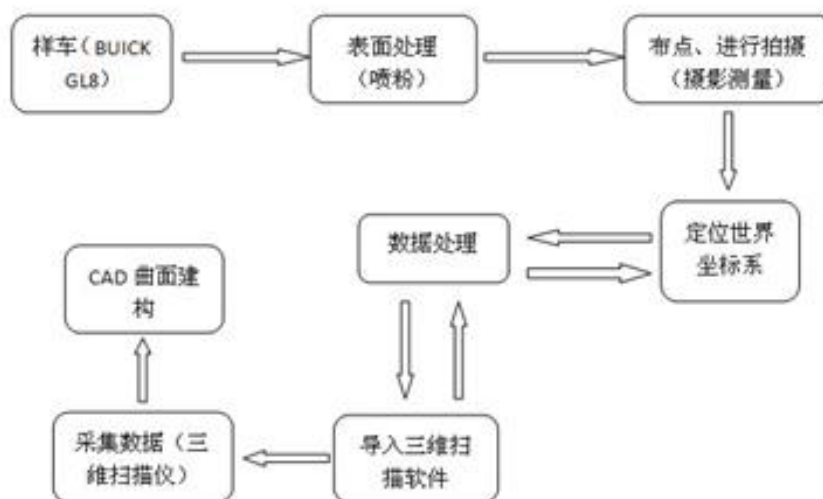 样车（BUICK
GL8）
表面处理
（喷粉）
布点、进行拍摄
（摄影测量）
定位世界
坐标系
数据处理
导入三维扫
描软件
采集数据（三
维扫描仪）
CAD 曲面建
构